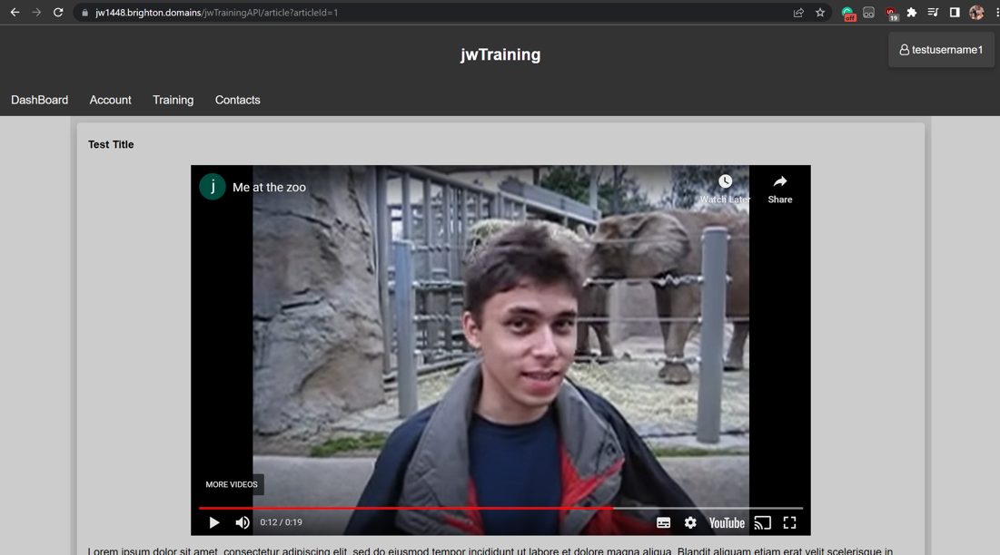 jw1448.brighton.domains/jwTrainingAPI/article?articleId=1
off
19
jwTraining
testusername1
DashBoard
Account
Training
Contacts
Test Title
j
Me at the zoo
Watch Later
Share
MORE VIDEOS
0:12 / 0:19
YouTube
Lorem ipsum dolor sit amet, consectetur adipiscing elit, sed do eiusmod tempor incididunt ut labore et dolore magna aliqua. Blandit aliquam etiam erat velit scelerisque in